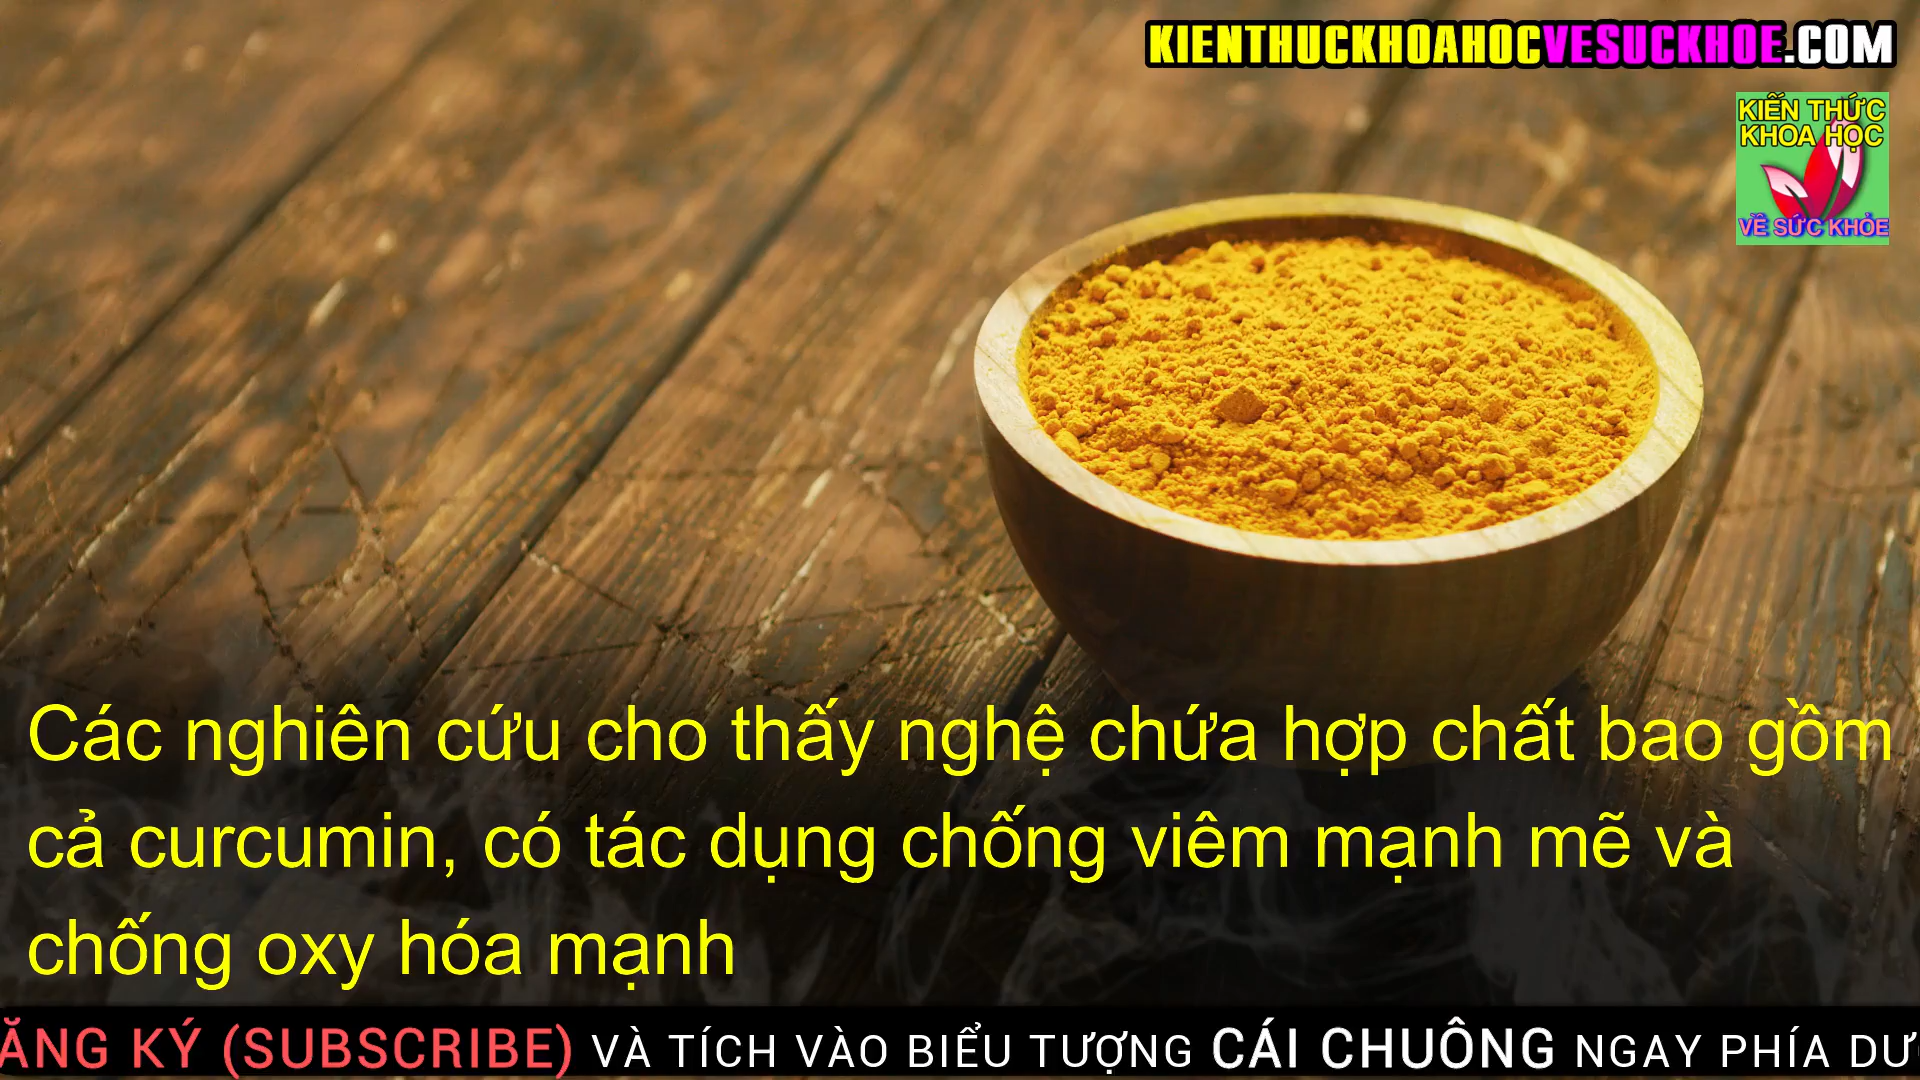 KIENTHUCKHOAHOCVESUCKHOE.COM
KIẾN THỨC
KHOA HỌC
VỀ SỨC KHỎE
Các nghiên cứu cho thấy nghệ chứa hợp chất bao gồm
cả curcumin, có tác dụng chống viêm mạnh mẽ và
chống oxy hóa mạnh
ĂNG KÝ (SUBSCRIBE) VÀ TÍCH VÀO BIỂU TƯỢNG CÁI CHUÔNG NGAY PHÍA DƯ